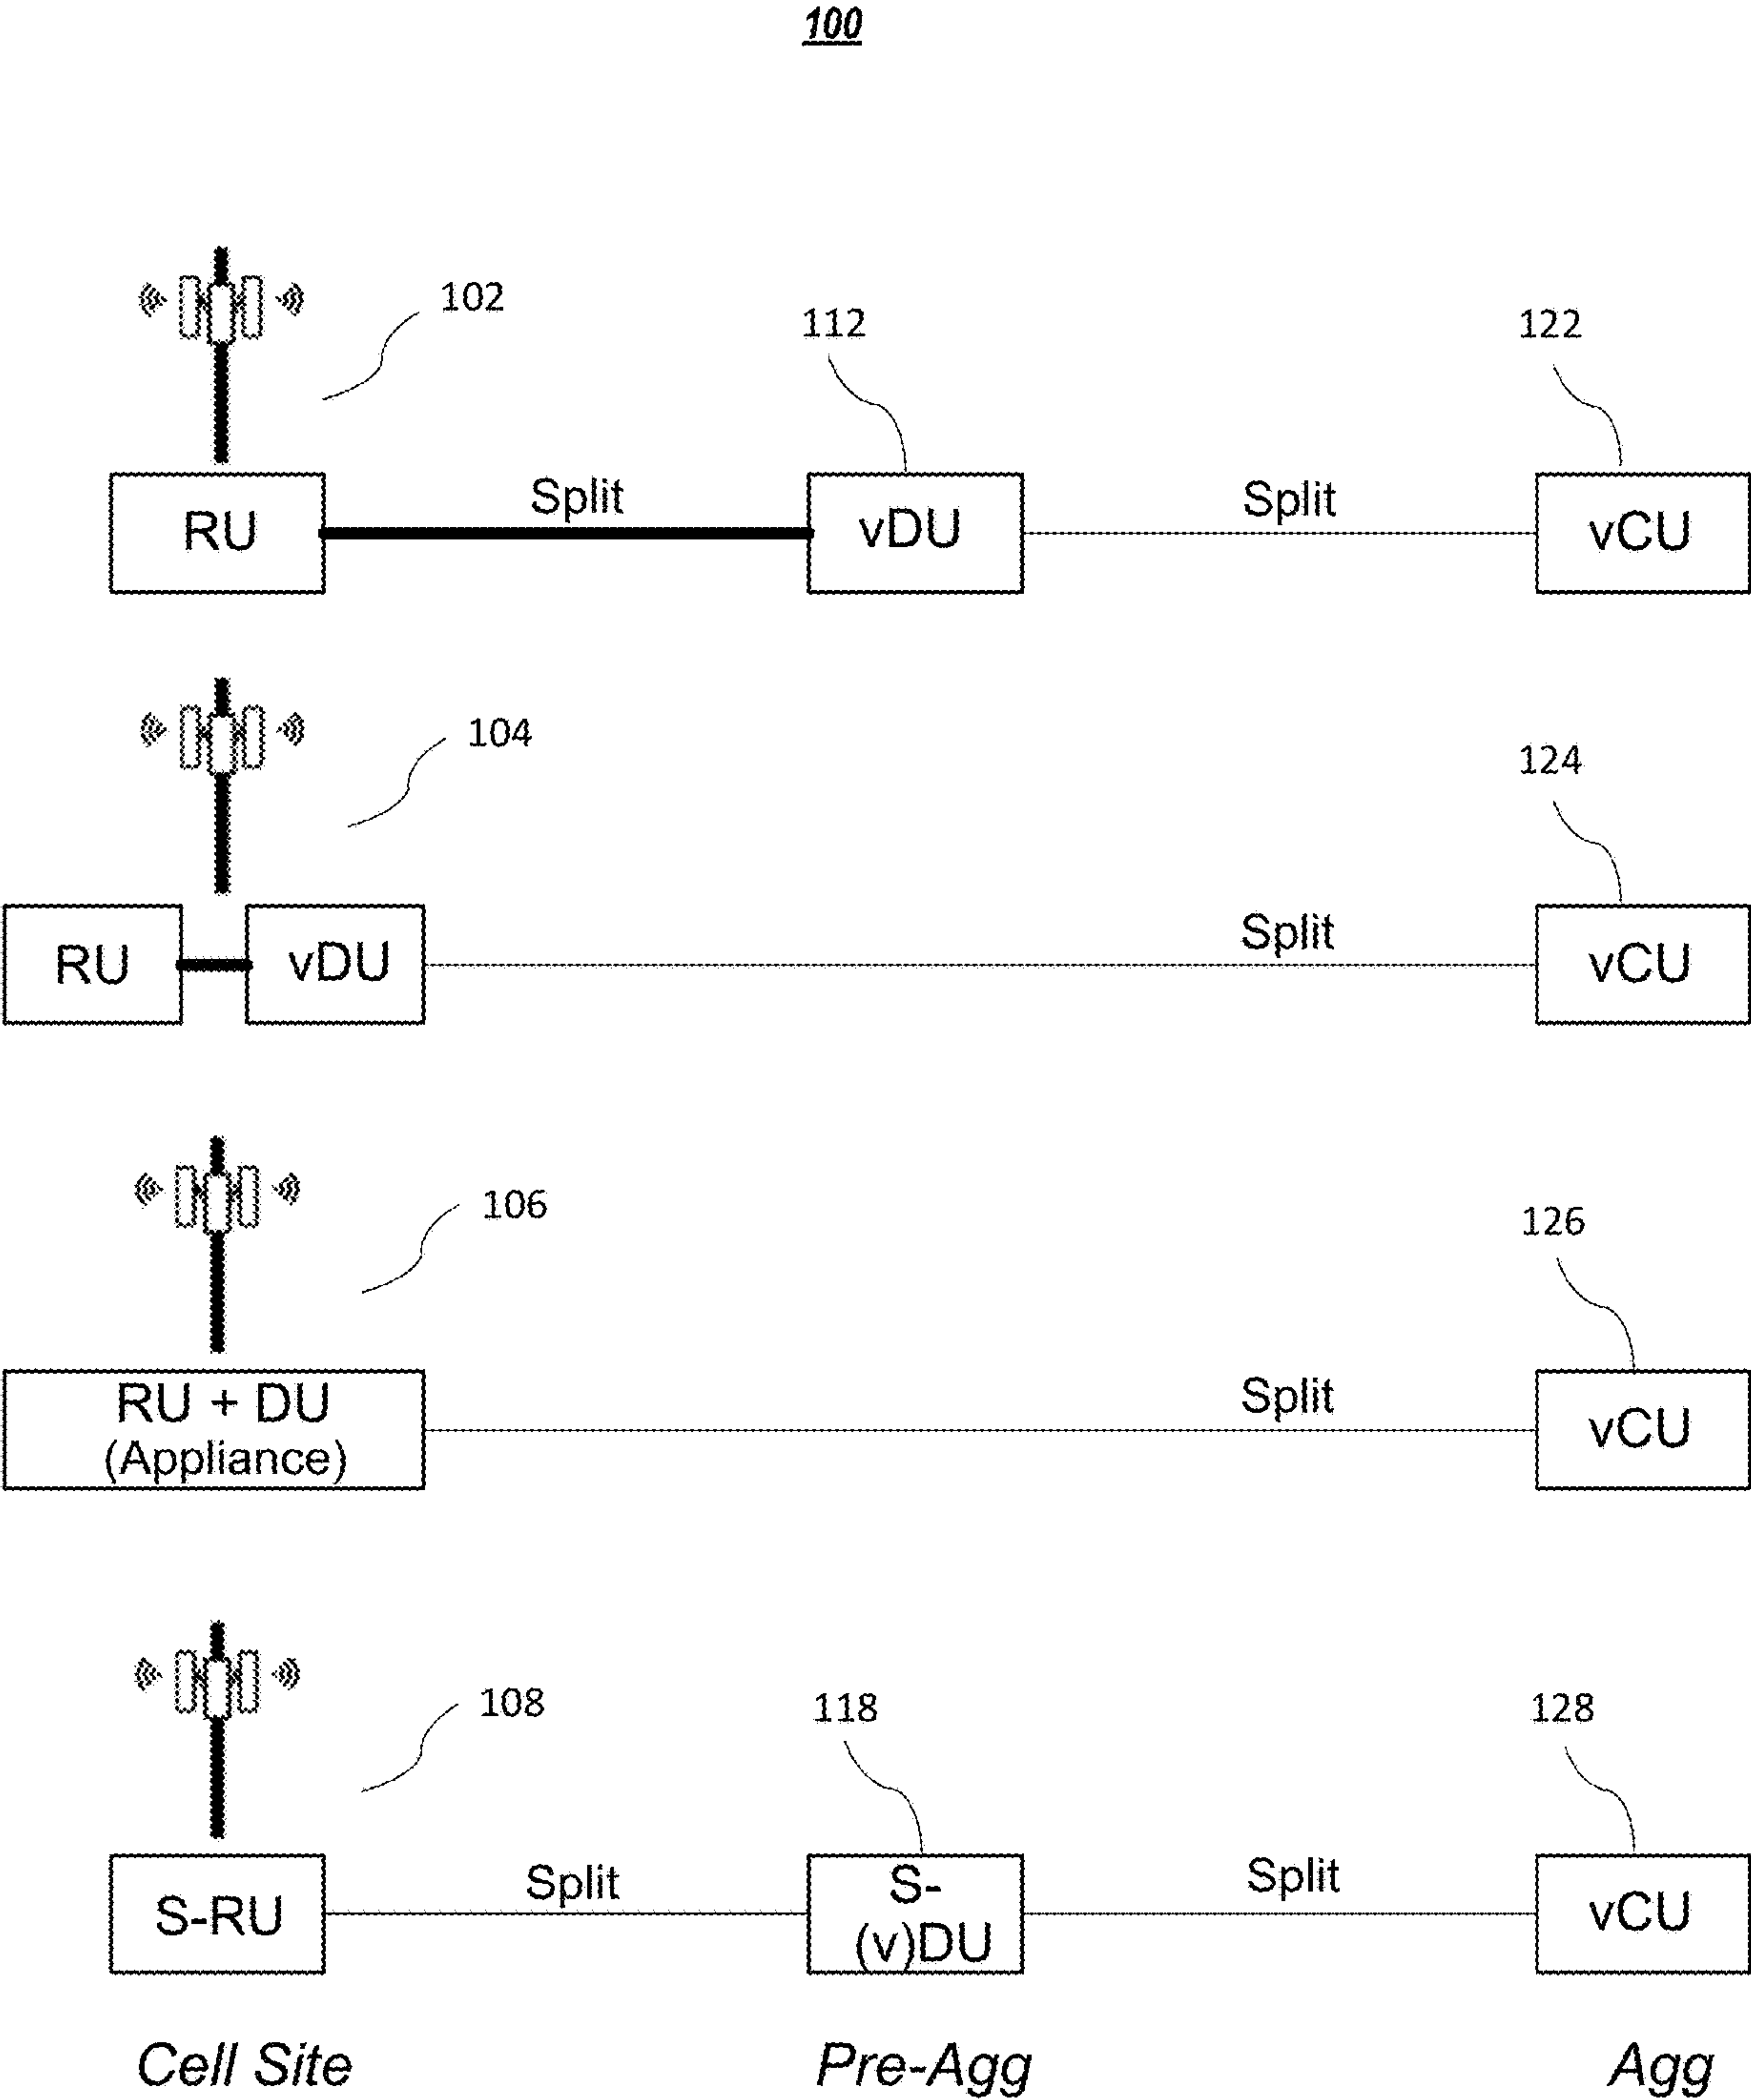 100
102
112
122
Split
Split
RU
vDU
vCU
104
124
Split
RU
vDU
vCU
106
126
Split
RU + DU
(Appliance)
vCU
108
118
128
Split
Split
S-RU
S-
(v)DU
vCU
Cell Site
Pre-Agg
Agg